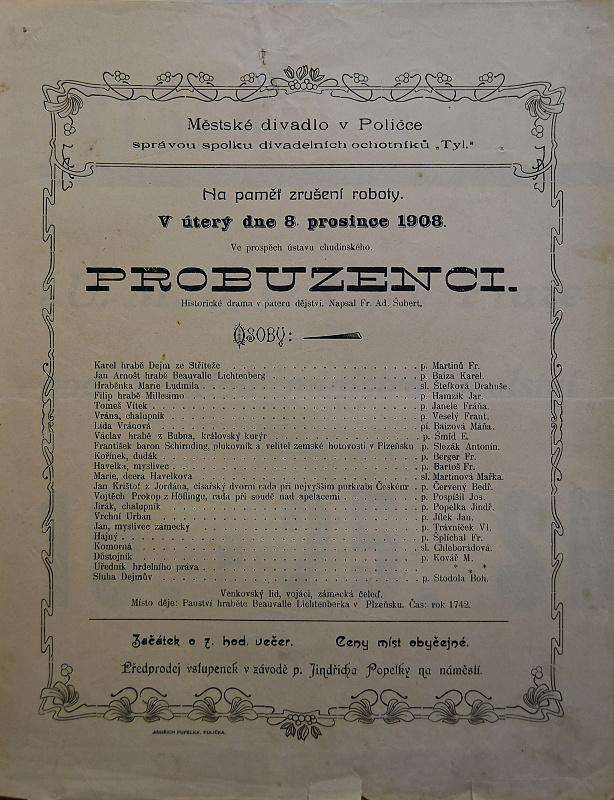 Městské divadlo v Poličce
správou spolku divadelních ochotníků „Tyl."
Na paměť zrušení roboty.
V úterý dne 8. prosince 1908.
Ve prospěch ústavu chudinského.
PROBUZENCI.
Historické drama v pateru dějství. Napsal Fr. Ad. Šubert.
Osoby:
Karel hrabě Dejm ze Stříteže . . . p. Martinů Fr.
Jan Arnošt hrabě Beauvalle Lichtenberg . . . p. Baiza Karel.
Hraběnka Marie Ludmila . . . sl. Štefková Drahuše.
Filip hrabě Millesimo . . . p. Hamzík Jar.
Tomeš Vítek . . . p. Janele Fráňa.
Vrána, chalupník . . . p. Veselý Frant.
Lída Vránová . . . pí. Baizová Máňa.
Václav hrabě z Bubna, královský kurýr . . . p. Šmíd E.
František baron Schirnding, plukovník a velitel zemské hotovosti v Plzeňsku p. Slezák Antonín.
Kořínek, dudák . . . p. Berger Fr.
Havelka, myslivec . . . p. Bartoš Fr.
Marie, dcera Havelkova . . . sl. Martinová Mařka.
Jan Krištof z Jordánu, císařský dvorní rada při nejvyšším purkrabí Českém . p. Červený Bedř.
Vojtěch Prokop z Höflingu, rada při soudě nad apelacemi . . . p. Pospíšil Jos.
Jirák, chalupník . . . p. Popelka Jindř.
Vrchní Urban . . . p. Jílek Jan.
Jan, myslivec zámecký . . . p. Trávníček Vl.
Hajný . . . p. Šplíchal Fr.
Komorná . . . sl. Chleborádová.
Důstojník . . . p. Kovář M.
Úředník hrdelního práva . . . * * *
Sluha Dejmův . . . p. Stodola Boh.
Venkovský lid, vojáci, zámecká čeleď.
Místo děje: Panství hraběte Beauvalle Lichtenberka v Plzeňsku. Čas: rok 1742.
Začátek o 7. hod. večer. Ceny míst obyčejné.
Předprodej vstupenek v závodě p. Jindřicha Popelky na náměstí.
JINDŘICH POPELKA, POLIČKA.